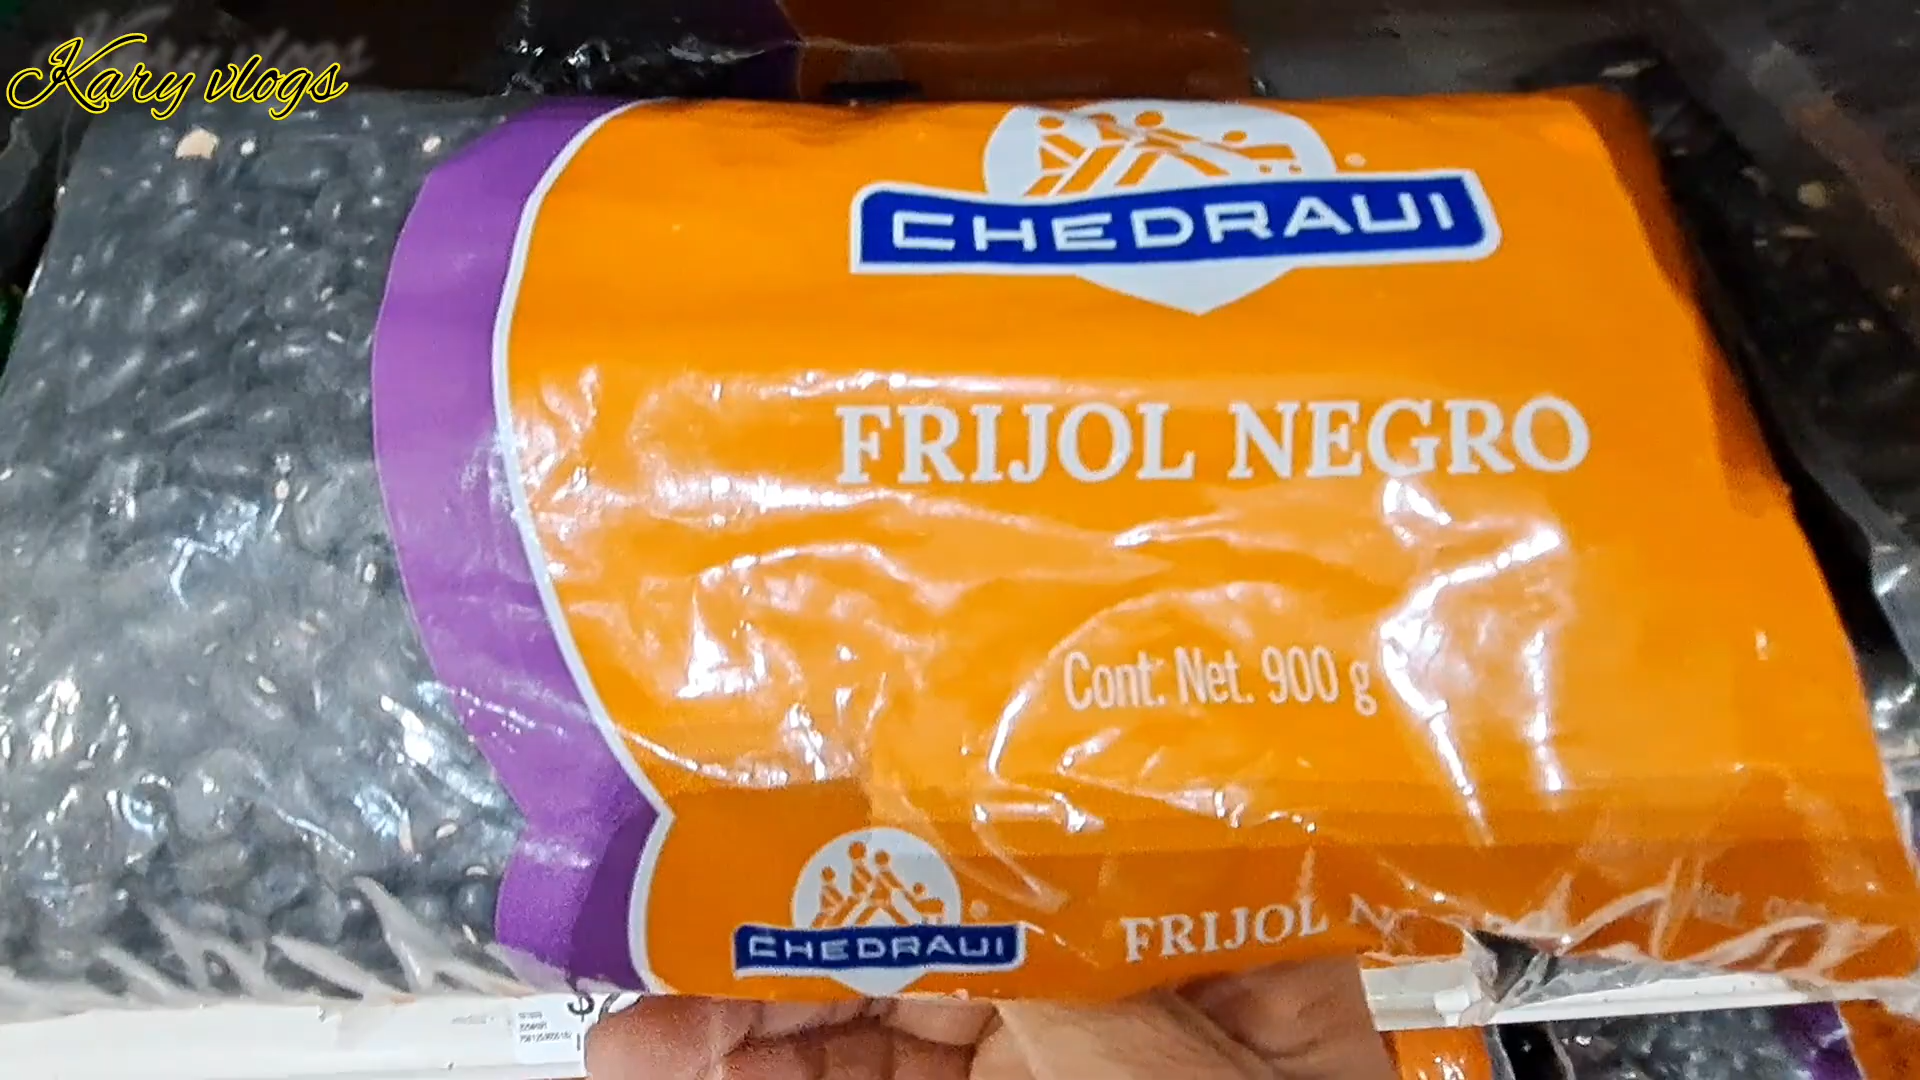 Kary vlogs
CHEDRAUI
FRIJOL NEGRO
Cont. Net. 900 g
CHEDRAUI
FRIJOL
$